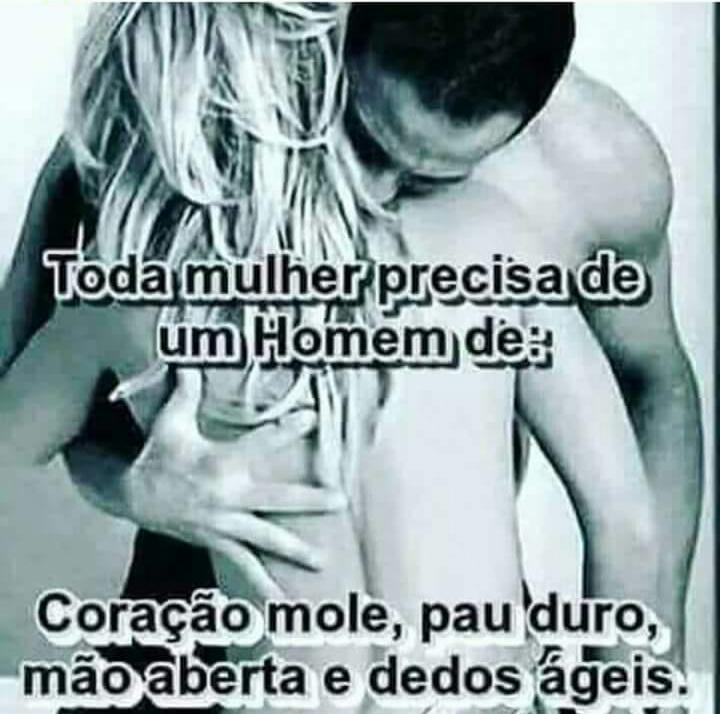 Toda mulher precisa de
um Homem de:
Coração mole, pau duro,
mão aberta e dedos ágeis.